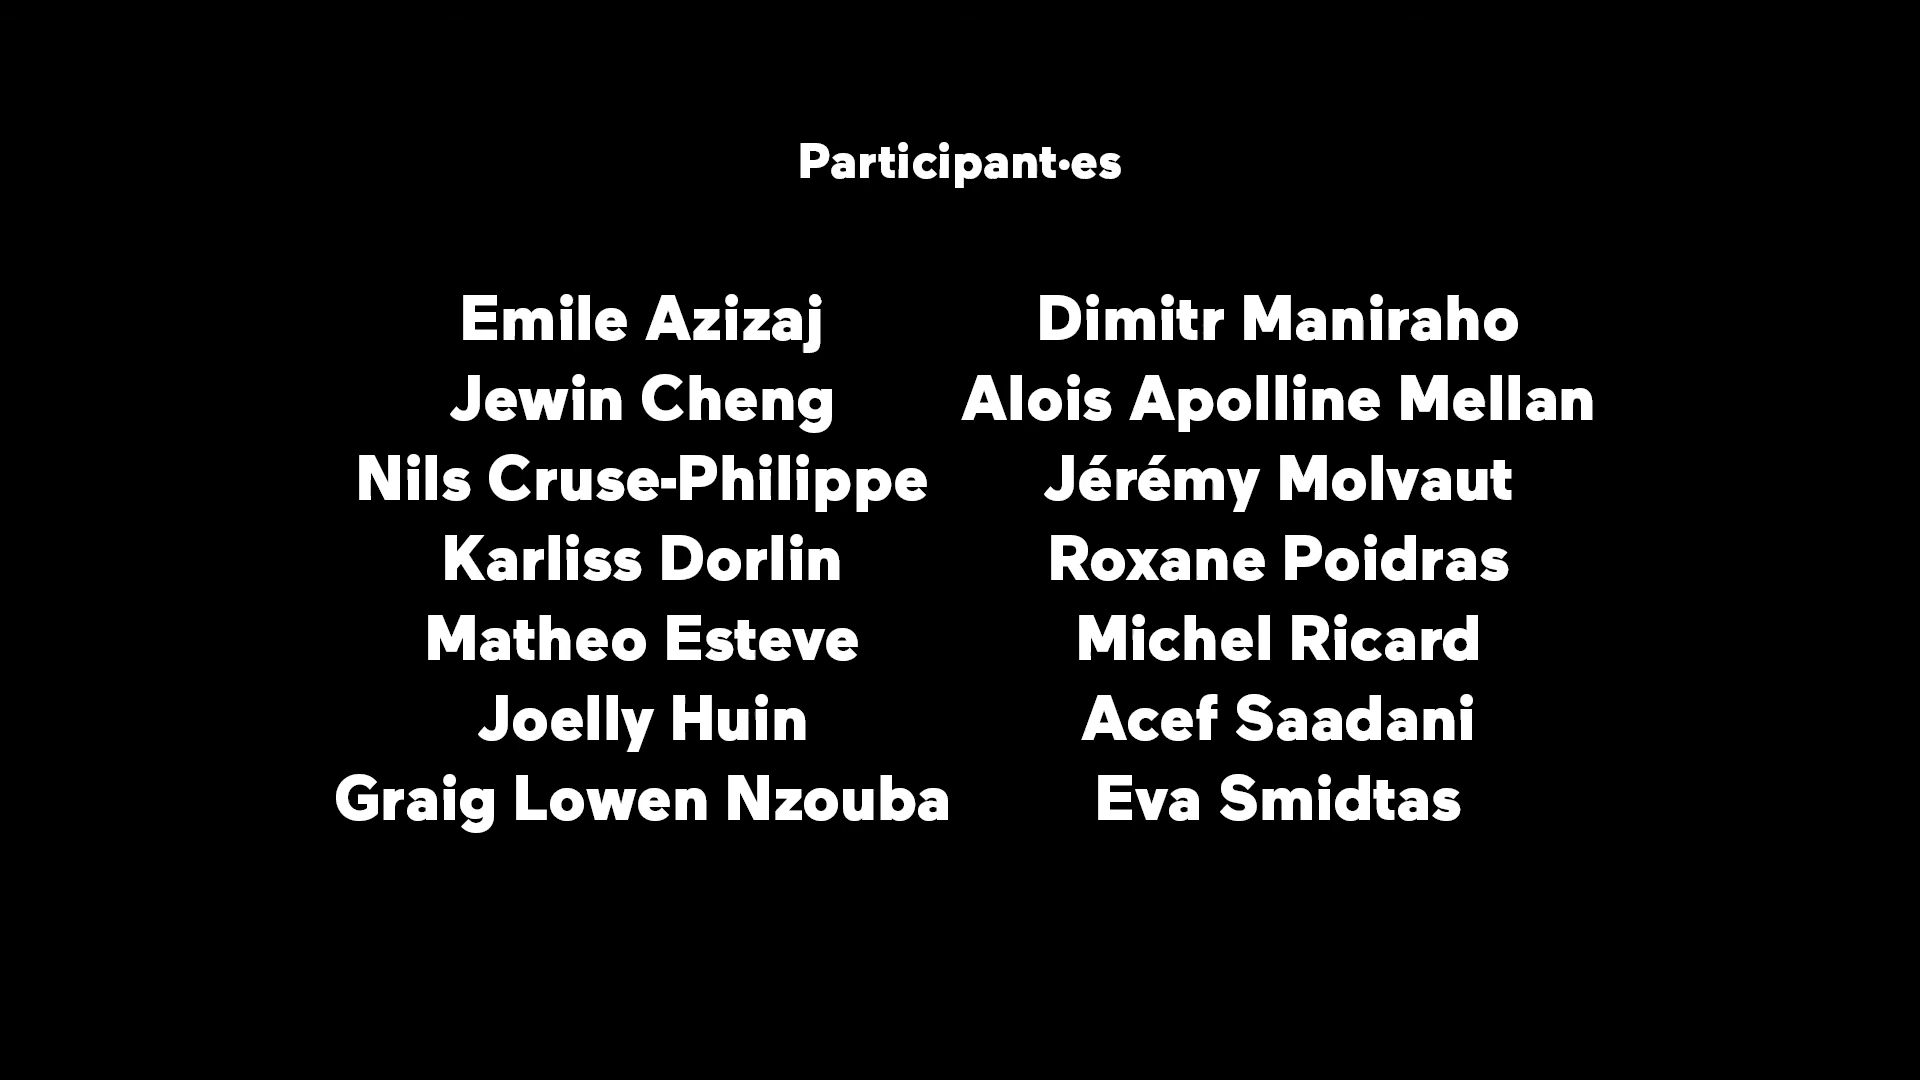 Participant·es
Emile Azizaj
Jewin Cheng
Nils Cruse-Philippe
Karliss Dorlin
Matheo Esteve
Joelly Huin
Graig Lowen Nzouba
Dimitr Maniraho
Alois Apolline Mellan
Jérémy Molvaut
Roxane Poidras
Michel Ricard
Acef Saadani
Eva Smidtas